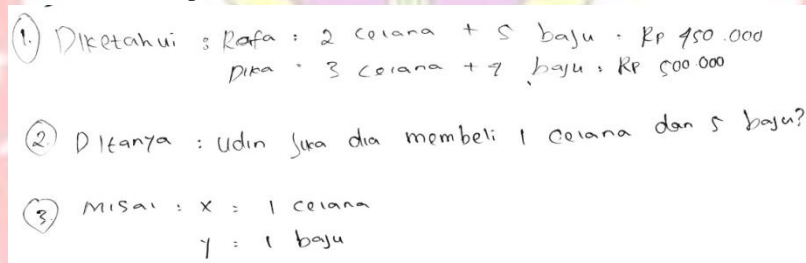 1. Diketahui : Rafa : 2 celana + 5 baju : Rp 450.000
Dika : 3 celana + 4 baju : Rp 500.000
2. Ditanya : Udin jika dia membeli 1 celana dan 5 baju?
3. Misal : x = 1 celana
y = 1 baju